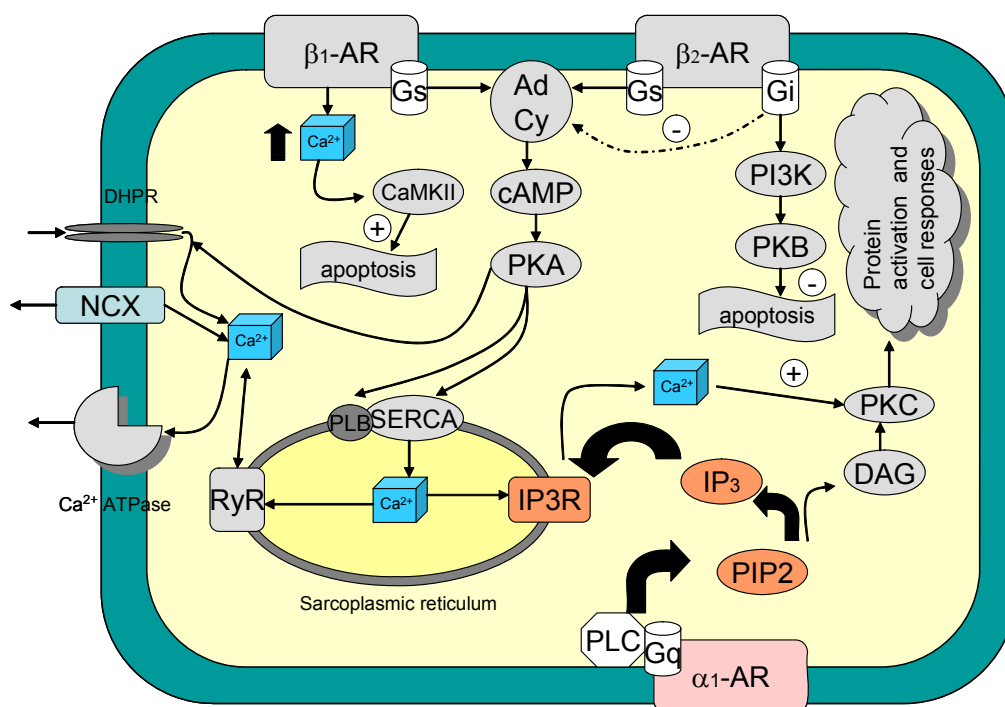 β1-AR
β2-AR
Gs
Ad
Cy
Gs
Gi
Ca2+
-
DHPR
CaMKII
cAMP
PI3K
Protein
activation and
cell responses
+
apoptosis
PKA
PKB
-
NCX
apoptosis
Ca2+
Ca2+
+
PKC
PLB
SERCA
Ca2+ ATPase
RyR
Ca2+
IP3R
IP3
DAG
PIP2
Sarcoplasmic reticulum
PLC
Gq
α1-AR